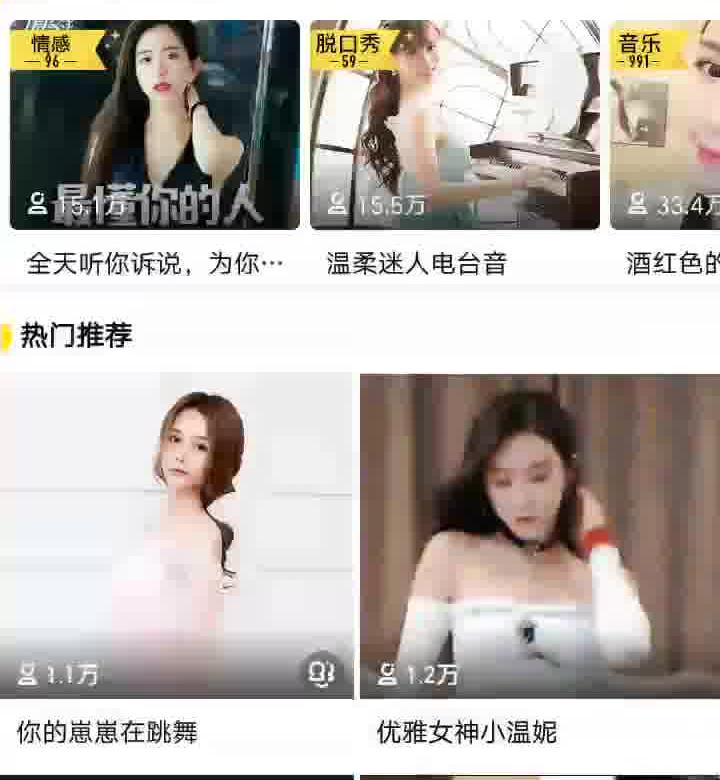 情感
96
脱口秀
59
音乐
991
最懂你的人
15.1万
15.5万
33.4万
全天听你诉说，为你…
温柔迷人电台音
酒红色的
热门推荐
1.1万
1.2万
你的崽崽在跳舞
优雅女神小温妮